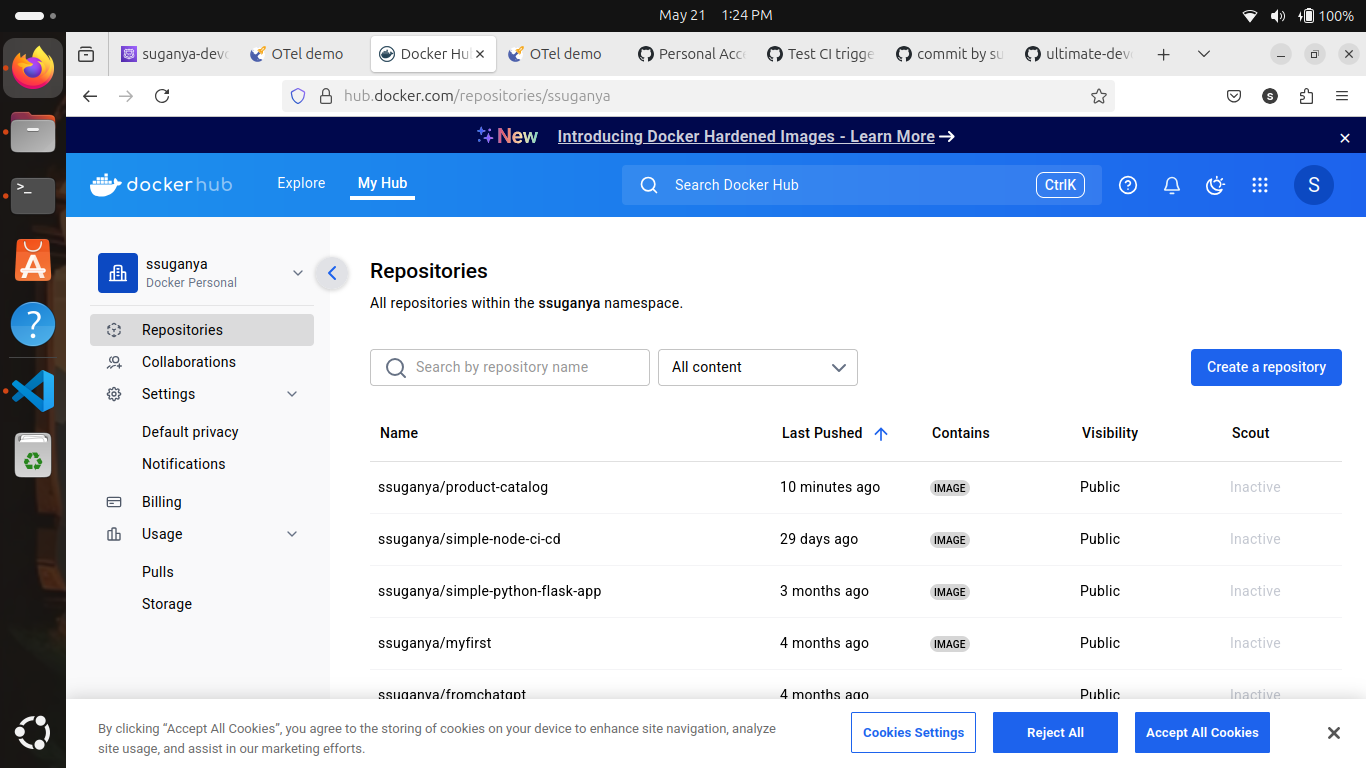 May 21 1:24 PM
100%
suganya-devo
OTel demo
Docker Hu
OTel demo
Personal Acce
Test CI trigge
commit by su
ultimate-devo
hub.docker.com/repositories/ssuganya
S
New Introducing Docker Hardened Images - Learn More
dockerhub
Explore
My Hub
Search Docker Hub
CtrlK
S
ssuganya
Docker Personal
Repositories
Collaborations
Settings
Default privacy
Notifications
Billing
Usage
Pulls
Storage
Repositories
All repositories within the ssuganya namespace.
Search by repository name
All content
Create a repository
Name Last Pushed Contains Visibility Scout
ssuganya/product-catalog 10 minutes ago IMAGE Public Inactive
ssuganya/simple-node-ci-cd 29 days ago IMAGE Public Inactive
ssuganya/simple-python-flask-app 3 months ago IMAGE Public Inactive
ssuganya/myfirst 4 months ago IMAGE Public Inactive
ssuganya/fromchatgpt 4 months ago Public Inactive
By clicking “Accept All Cookies”, you agree to the storing of cookies on your device to enhance site navigation, analyze
site usage, and assist in our marketing efforts.
Cookies Settings
Reject All
Accept All Cookies